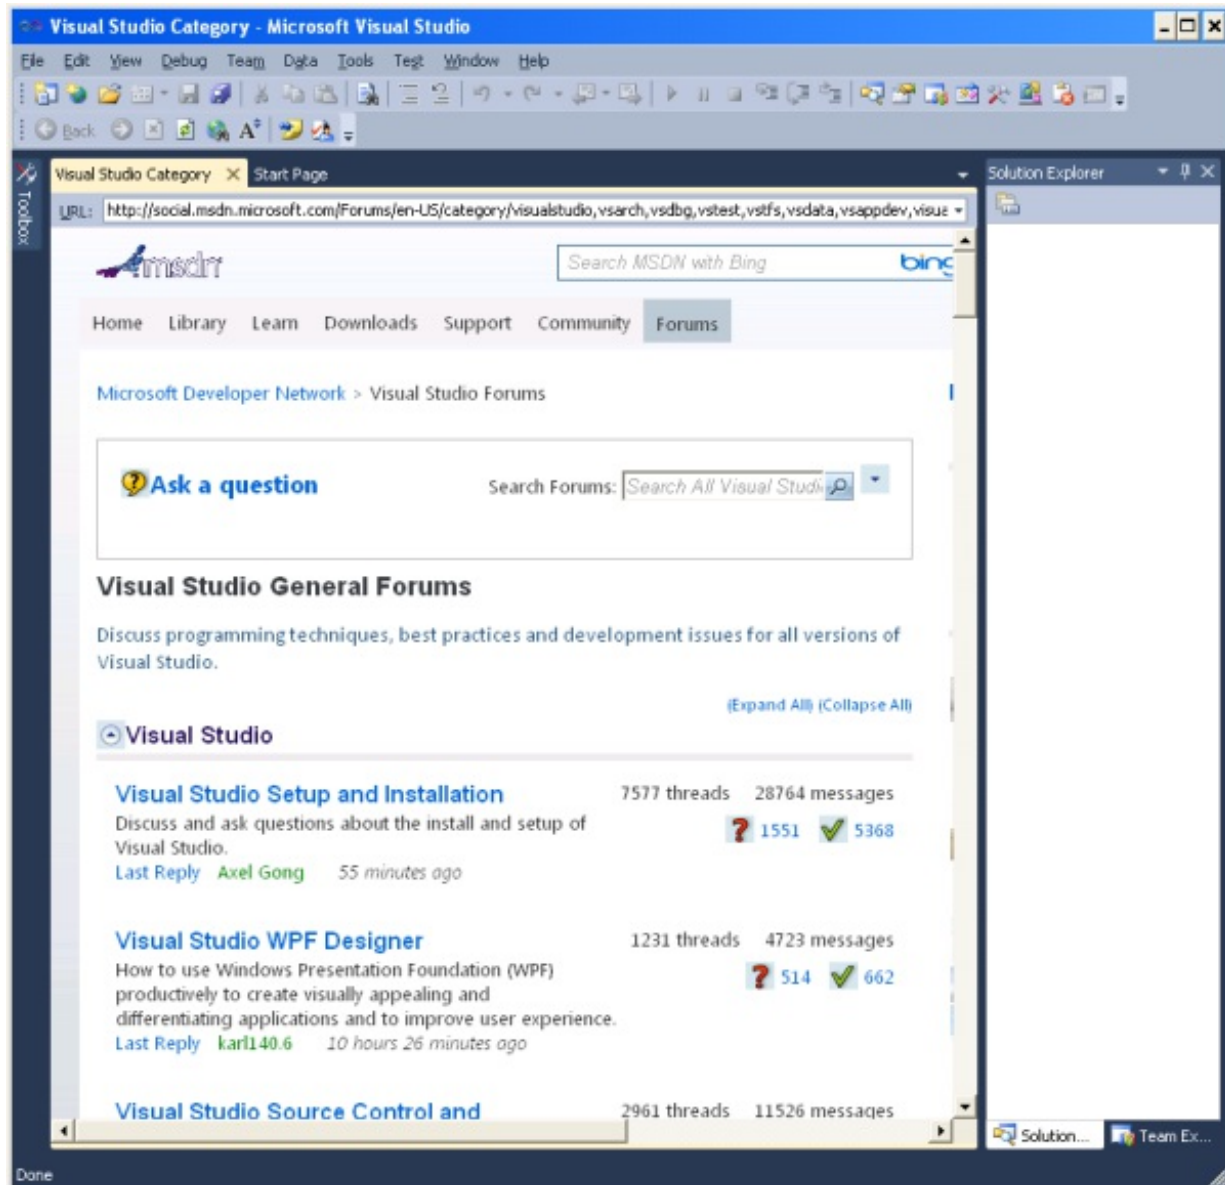 Visual Studio Category - Microsoft Visual Studio
File Edit View Debug Team Data Tools Test Window Help
Back
Toolbox
Visual Studio Category Start Page
Solution Explorer
URL: http://social.msdn.microsoft.com/Forums/en-US/category/visualstudio,vsarch,vsdbg,vstest,vstfs,vsdata,vsappdev,visua
msdn
Search MSDN with Bing
bing
Home Library Learn Downloads Support Community Forums
Microsoft Developer Network > Visual Studio Forums
Ask a question
Search Forums: Search All Visual Studi
Visual Studio General Forums
Discuss programming techniques, best practices and development issues for all versions of
Visual Studio.
(Expand All) (Collapse All)
Visual Studio
Visual Studio Setup and Installation 7577 threads 28764 messages
Discuss and ask questions about the install and setup of
Visual Studio.
1551 5368
Last Reply Axel Gong 55 minutes ago
Visual Studio WPF Designer 1231 threads 4723 messages
How to use Windows Presentation Foundation (WPF)
514 662
productively to create visually appealing and
differentiating applications and to improve user experience.
Last Reply karl140.6 10 hours 26 minutes ago
Visual Studio Source Control and 2961 threads 11526 messages
Solution... Team Ex...
Done